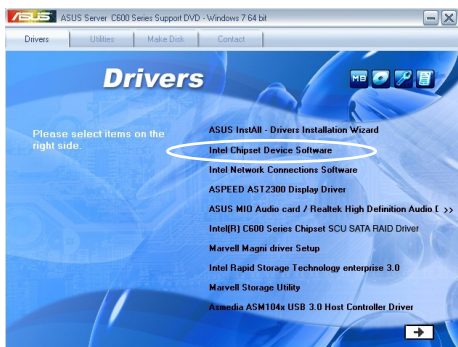 ASUS ASUS Server C600 Series Support DVD - Windows 7 64 bit
Drivers Utilities Make Disk Contact
Drivers
MB
Please select items on the
right side.
ASUS InstAll - Drivers Installation Wizard
Intel Chipset Device Software
Intel Network Connections Software
ASPEED AST2300 Display Driver
ASUS MIO Audio card / Realtek High Definition Audio D >>
Intel(R) C600 Series Chipset SCU SATA RAID Driver
Marvell Magni driver Setup
Intel Rapid Storage Technology enterprise 3.0
Marvell Storage Utility
Asmedia ASM104x USB 3.0 Host Controller Driver